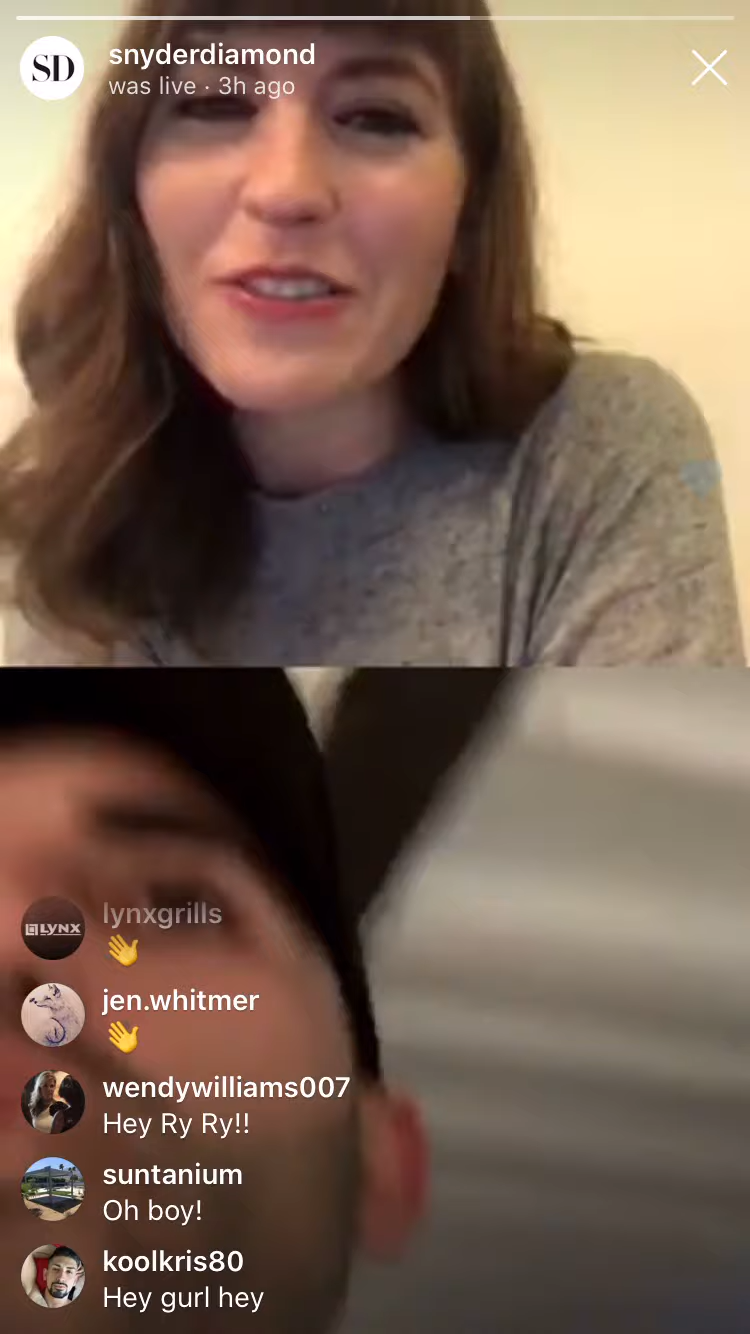 SD
snyderdiamond
was live · 3h ago
LYNX
lynxgrills
👋
jen.whitmer
👋
wendywilliams007
Hey Ry Ry!!
suntanium
Oh boy!
koolkris80
Hey gurl hey